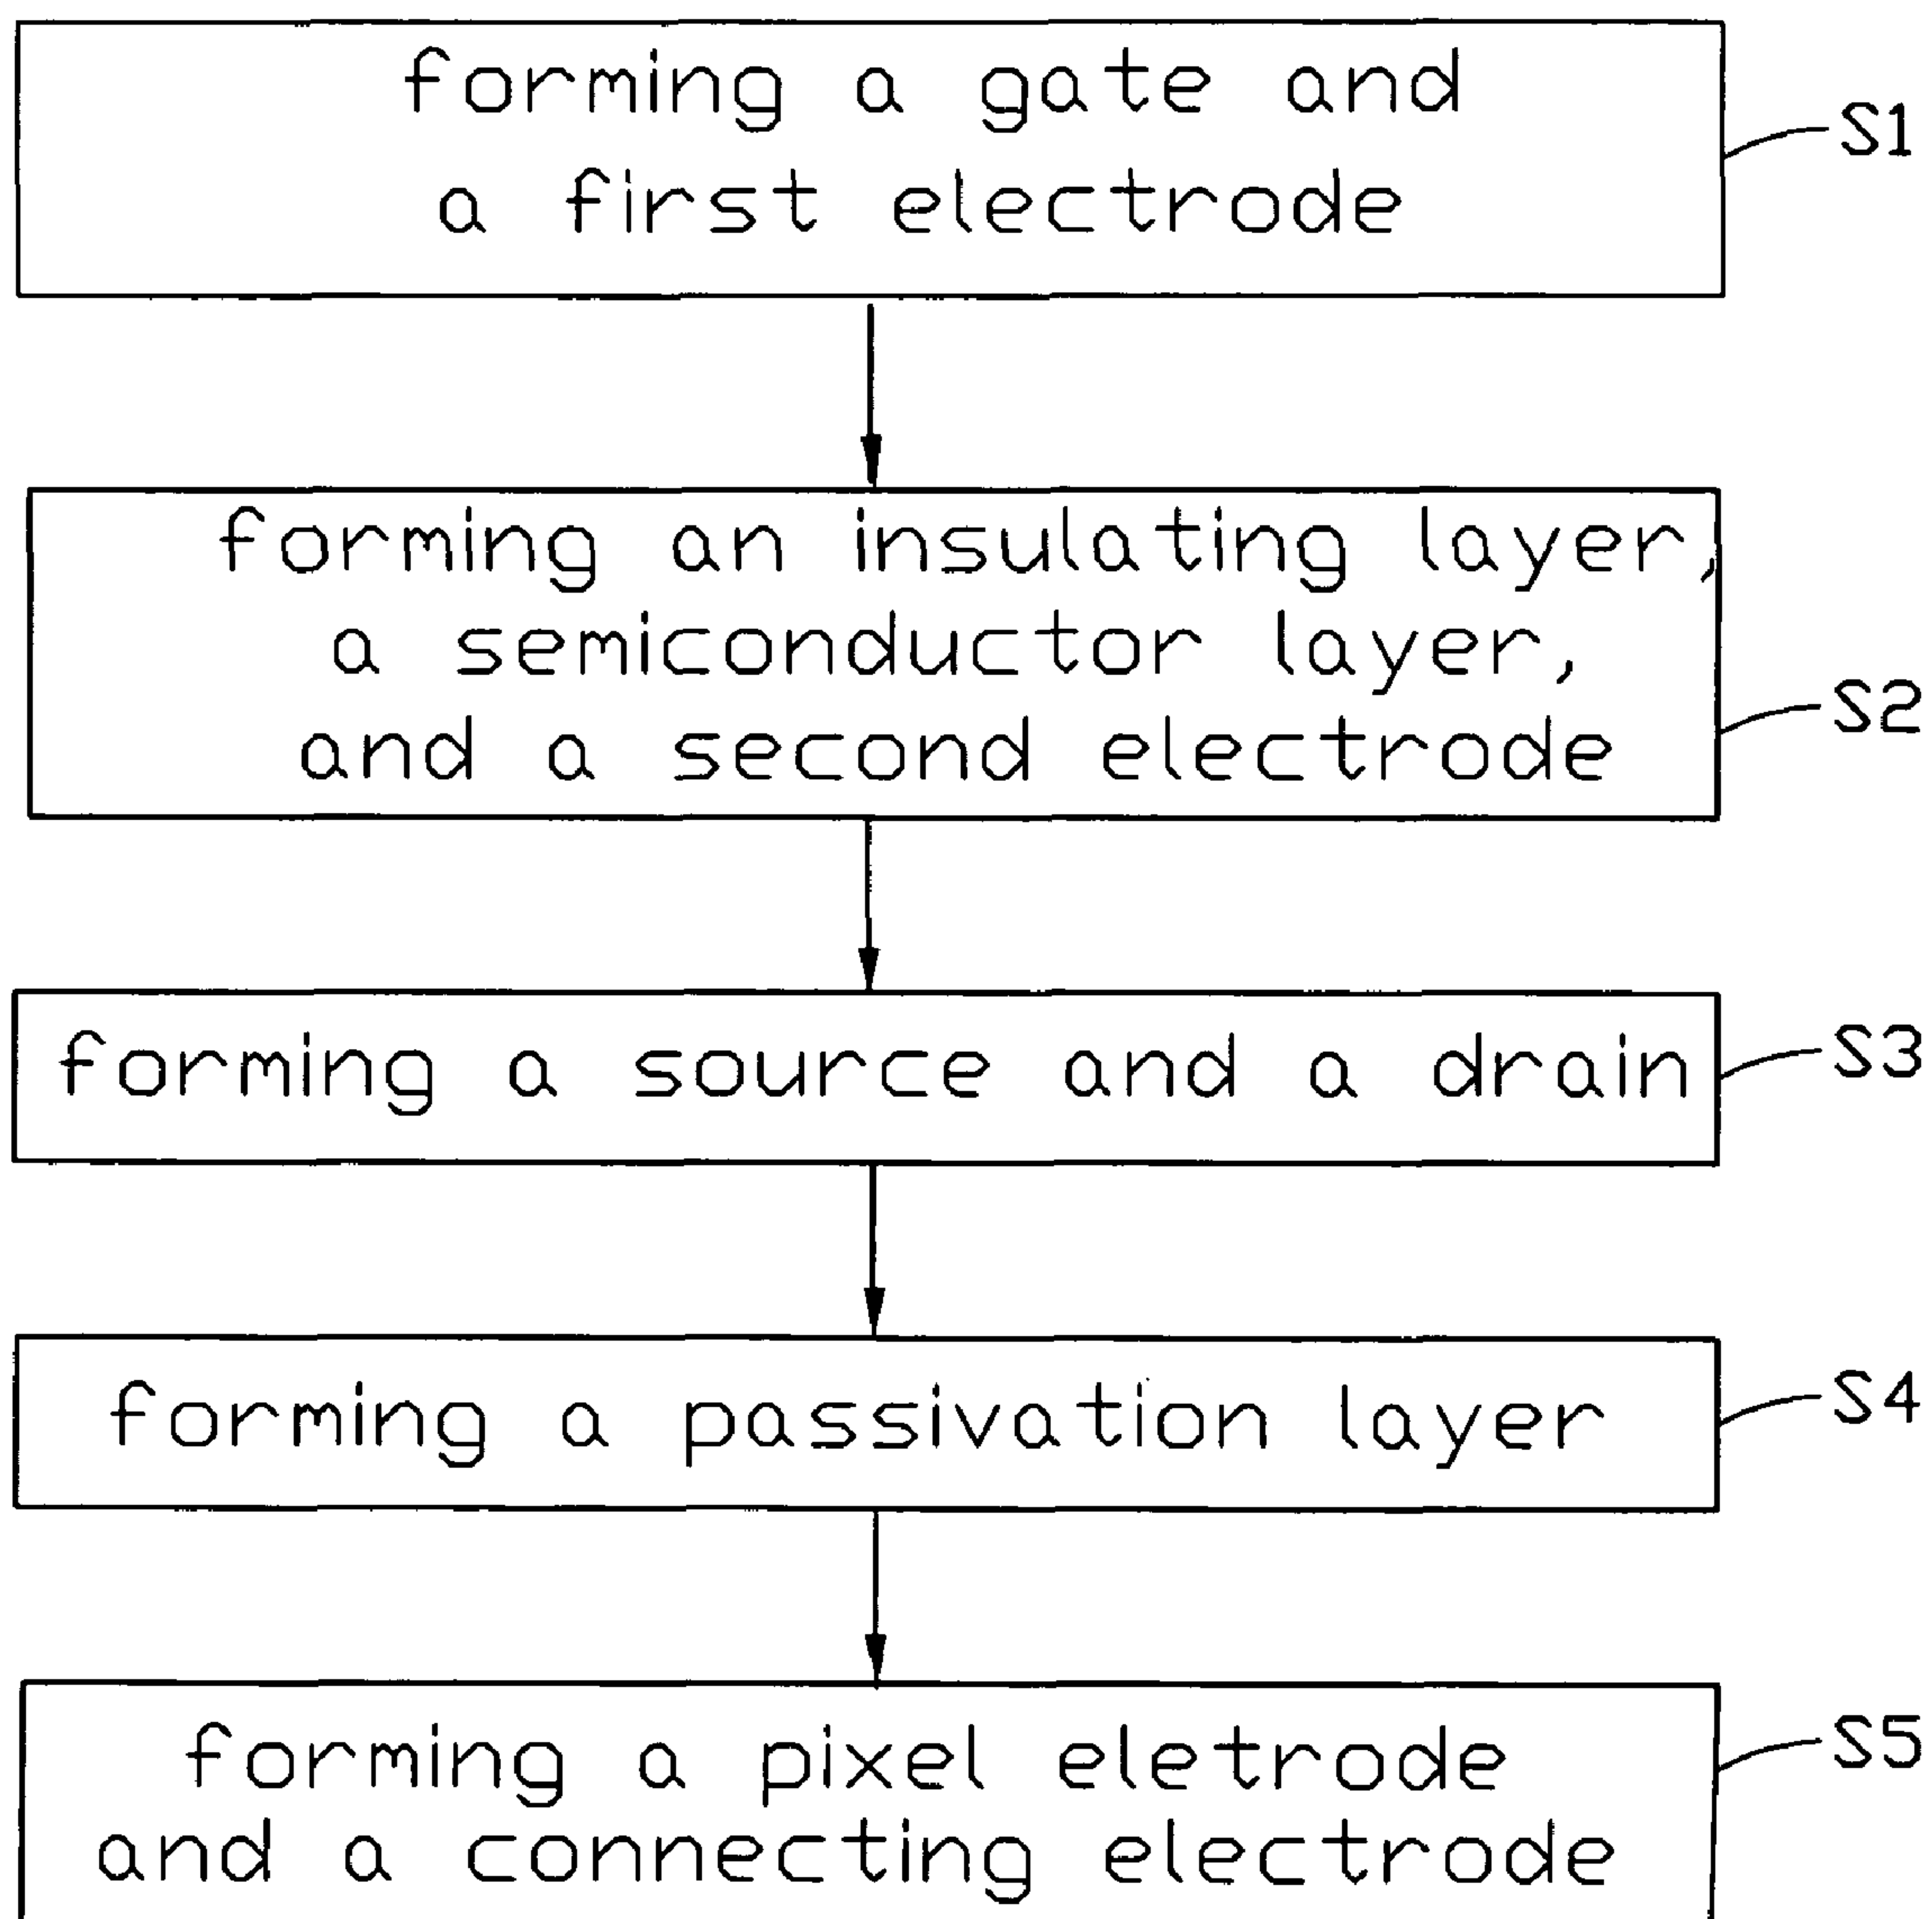 forming a gate and
a first electrode
S1
forming an insulating layer,
a semiconductor layer,
and a second electrode
S2
forming a source and a drain
S3
forming a passivation layer
S4
forming a pixel eletrode
and a connecting electrode
S5